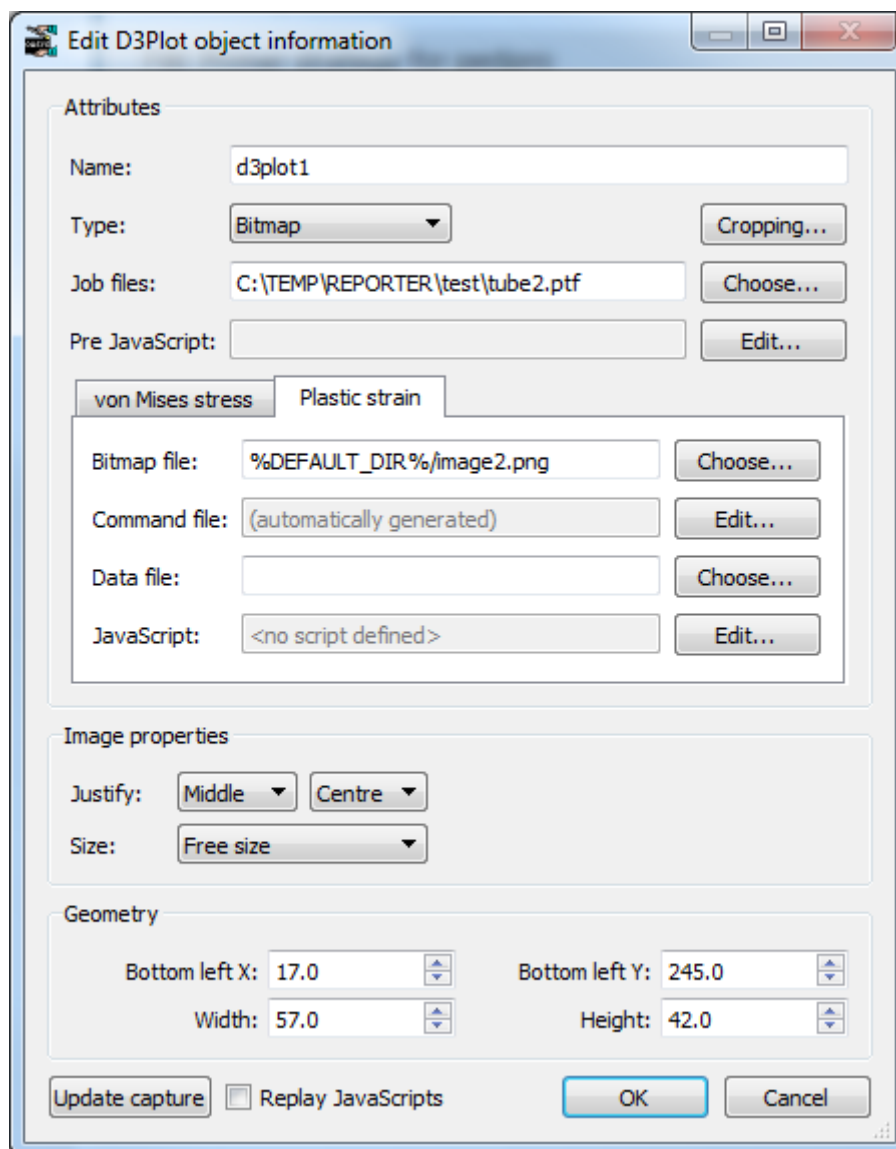 Edit D3Plot object information
Attributes
Name: d3plot1
Type: Bitmap Cropping...
Job files: C:\TEMP\REPORTER\test\tube2.ptf Choose...
Pre JavaScript: Edit...
von Mises stress Plastic strain
Bitmap file: %DEFAULT_DIR%/image2.png Choose...
Command file: (automatically generated) Edit...
Data file: Choose...
JavaScript: <no script defined> Edit...
Image properties
Justify: Middle Centre
Size: Free size
Geometry
Bottom left X: 17.0 Bottom left Y: 245.0
Width: 57.0 Height: 42.0
Update capture Replay JavaScripts OK Cancel